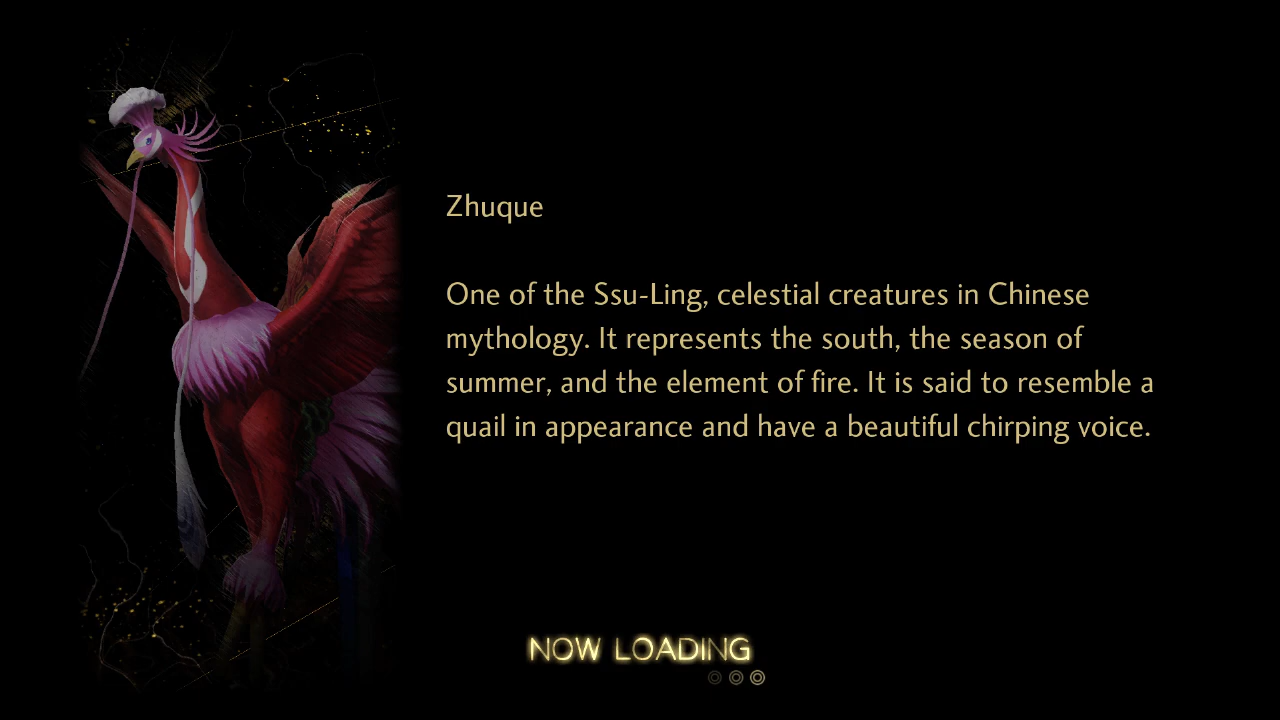 Zhuque
One of the Ssu-Ling, celestial creatures in Chinese
mythology. It represents the south, the season of
summer, and the element of fire. It is said to resemble a
quail in appearance and have a beautiful chirping voice.
NOW LOADING